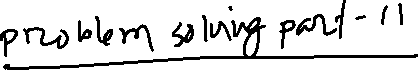 problem solving part - 11